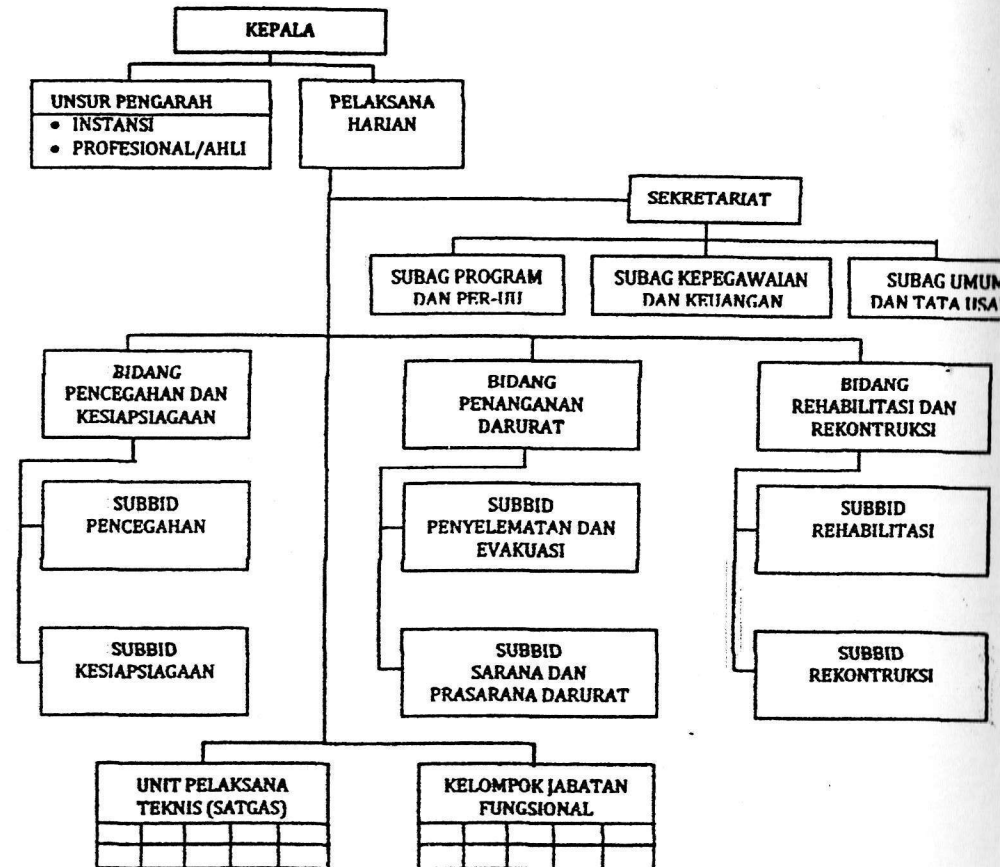 KEPALA
UNSUR PENGARAH
• INSTANSI
• PROFESIONAL/AHLI
PELAKSANA
HARIAN
SEKRETARIAT
SUBAG PROGRAM
DAN PER-UU
SUBAG KEPEGAWAIAN
DAN KEUANGAN
SUBAG UMUM
DAN TATA USA
BIDANG
PENCEGAHAN DAN
KESIAPSIAGAAN
BIDANG
PENANGANAN
DARURAT
BIDANG
REHABILITASI DAN
REKONTRUKSI
SUBBID
PENCEGAHAN
SUBBID
PENYELEMATAN DAN
EVAKUASI
SUBBID
REHABILITASI
SUBBID
KESIAPSIAGAAN
SUBBID
SARANA DAN
PRASARANA DARURAT
SUBBID
REKONTRUKSI
UNIT PELAKSANA
TEKNIS (SATGAS)
KELOMPOK JABATAN
FUNGSIONAL